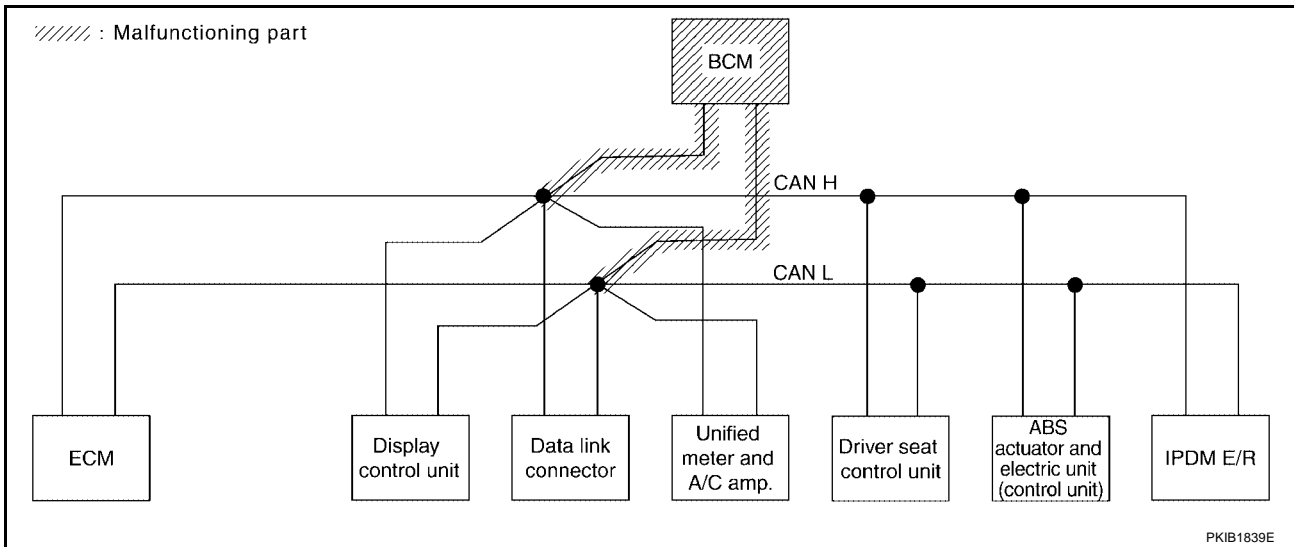 : Malfunctioning part
BCM
CAN H
CAN L
ECM
Display
control unit
Data link
connector
Unified
meter and
A/C amp.
Driver seat
control unit
ABS
actuator and
electric unit
(control unit)
IPDM E/R
PKIB1839E